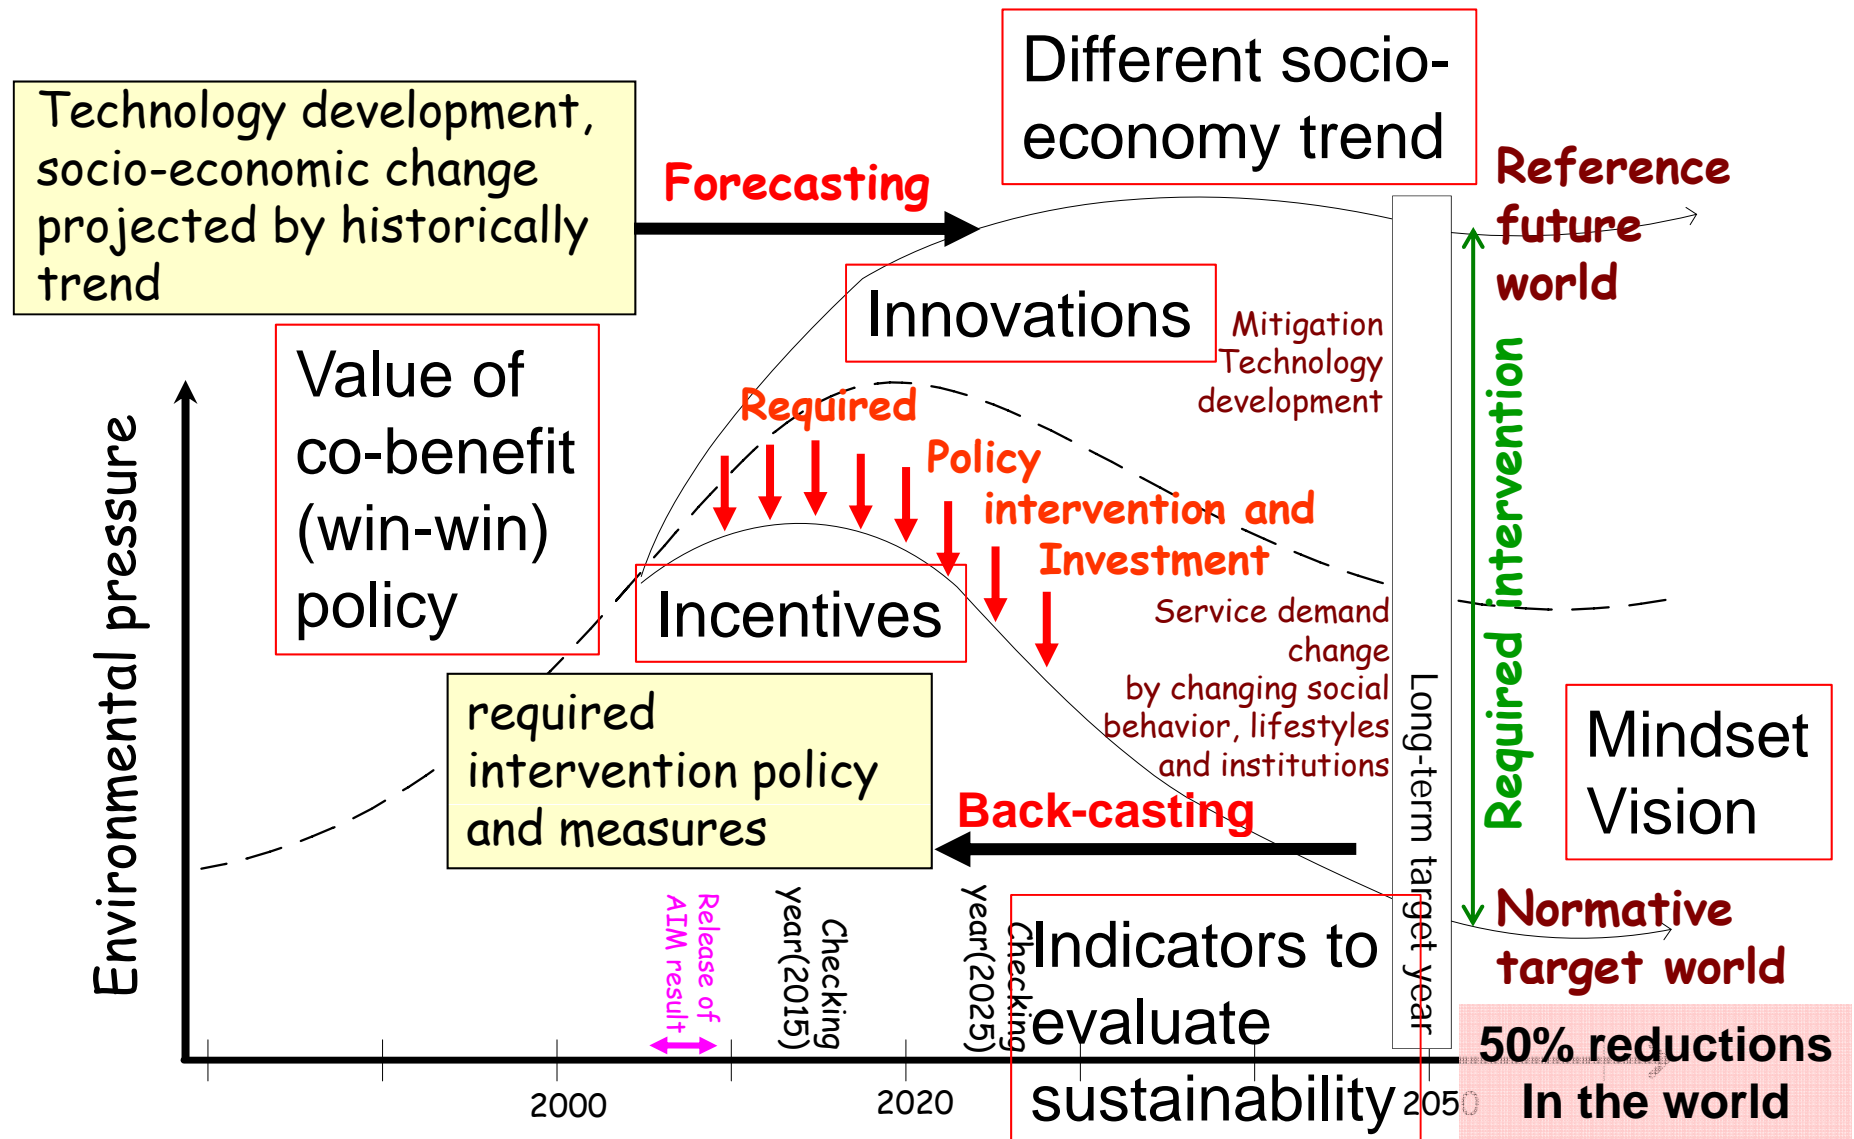 Different socio-
economy trend
Technology development,
socio-economic change
projected by historically
trend
Forecasting
Reference
future
world
Innovations
Mitigation
Technology
development
Value of
co-benefit
(win-win)
policy
Required
Policy
intervention and
Investment
Environmental pressure
Incentives
Service demand
change
by changing social
behavior, lifestyles
and institutions
Required intervention
Long-term target year
Mindset
Vision
required
intervention policy
and measures
Back-casting
Normative
target world
Release of
AIM result
Checking
year(2015)
Checking
year(2025)
Indicators to
evaluate
sustainability
50% reductions
In the world
2000
2020
2050